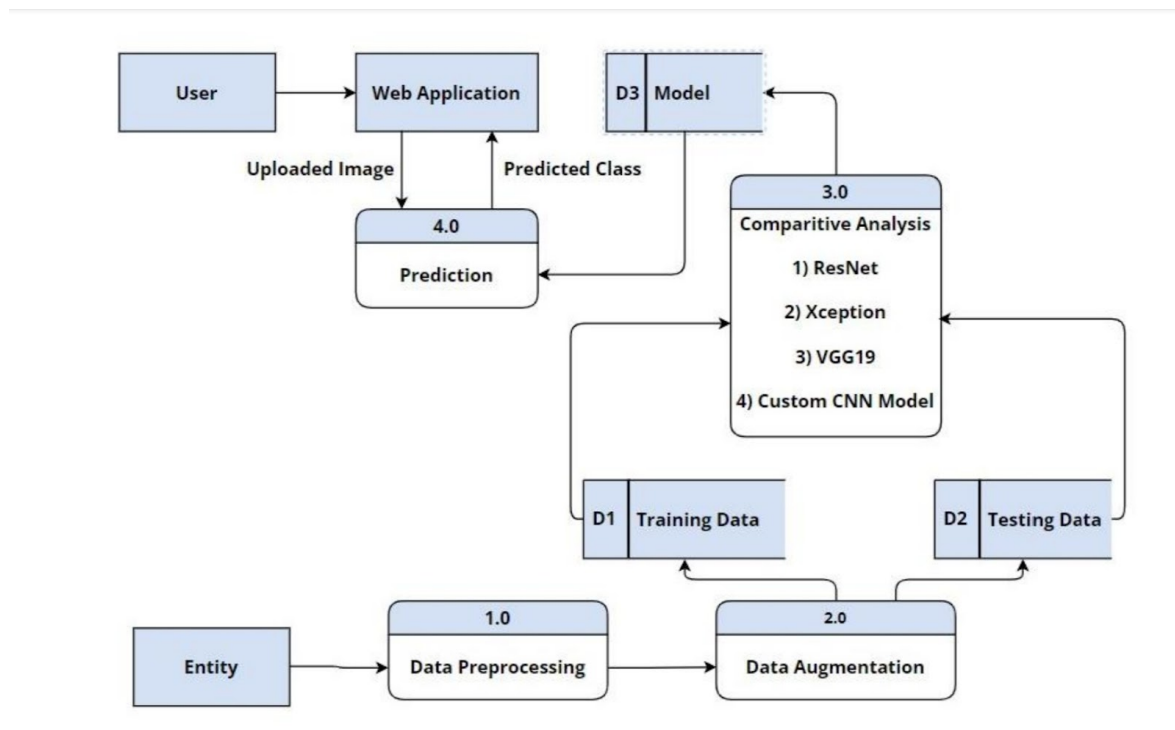 User
Web Application
D3 Model
Uploaded Image
Predicted Class
4.0
Prediction
3.0
Comparitive Analysis
1) ResNet
2) Xception
3) VGG19
4) Custom CNN Model
D1 Training Data
D2 Testing Data
1.0
Data Preprocessing
2.0
Data Augmentation
Entity